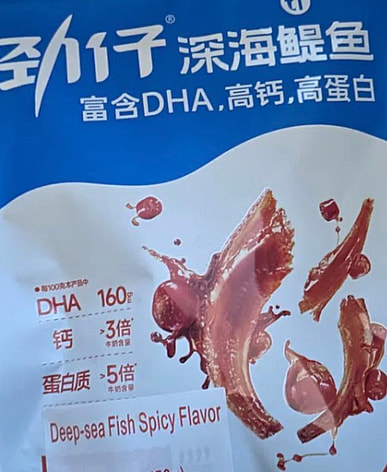 劲仔® 深海鳀鱼
富含DHA,高钙,高蛋白
每100克本产品中
DHA 160
钙 >3倍
牛奶含量
蛋白质 >5倍
牛奶含量
Deep-sea Fish Spicy Flavor